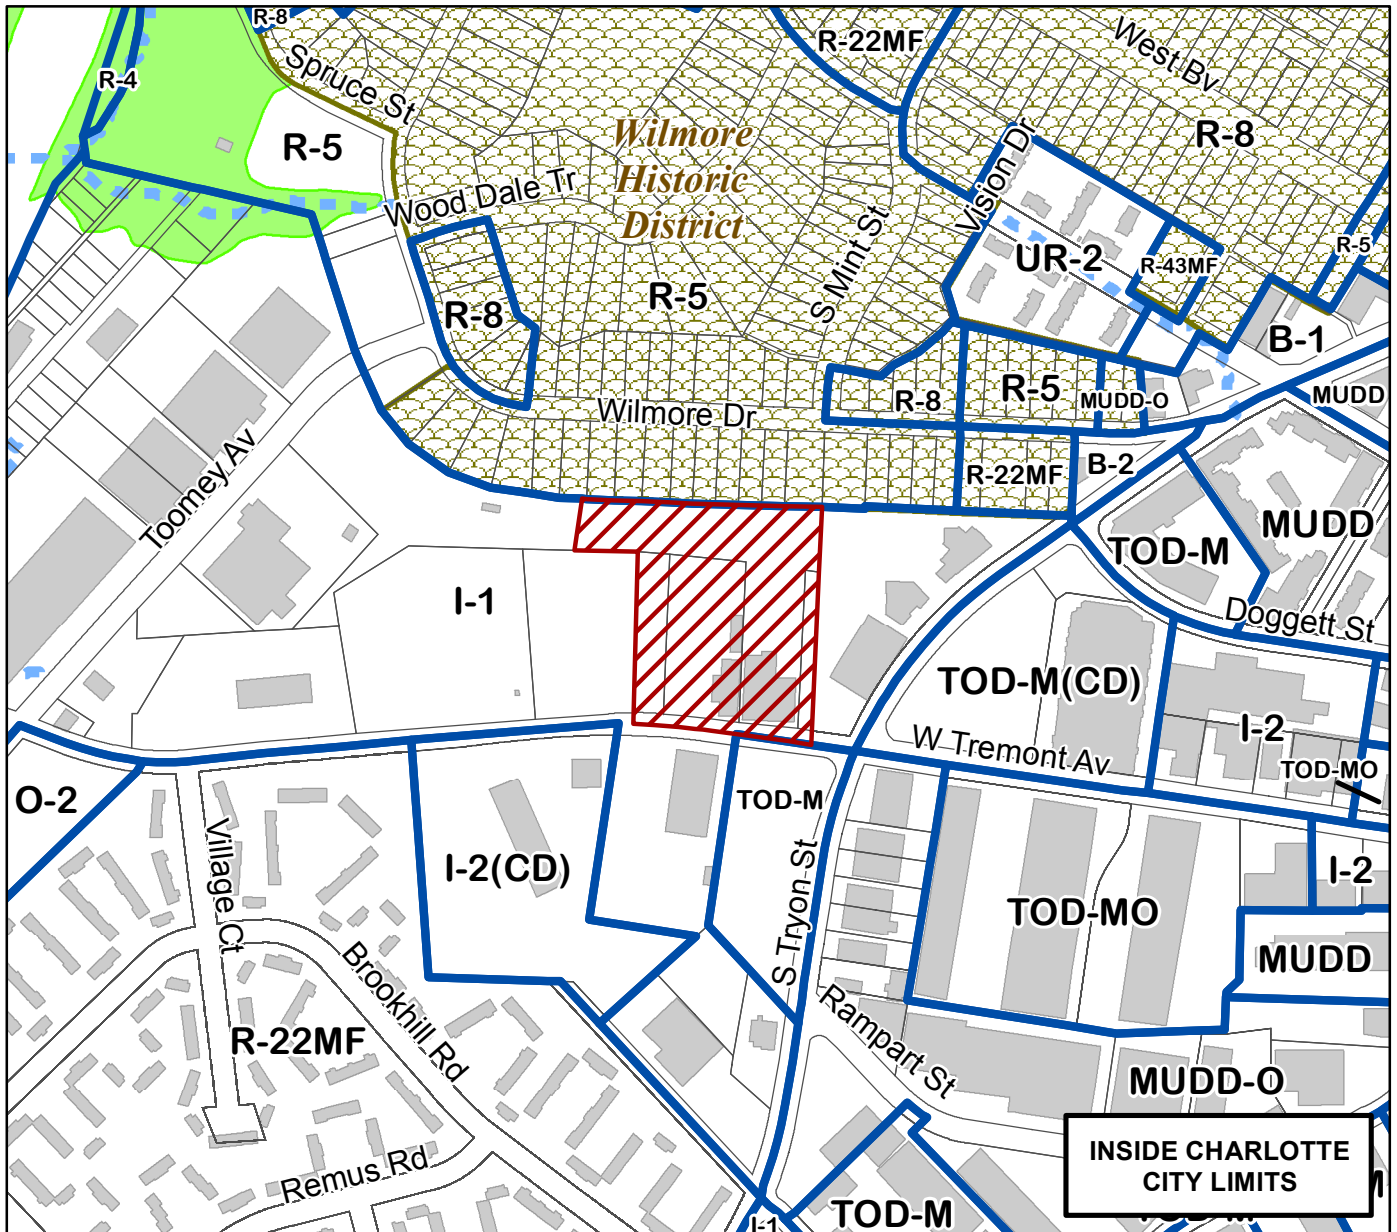 R-8
R-22MF
West Bv
R-4
Spruce St
R-5
Wilmore
Historic
District
R-8
Vision Dr
Wood Dale Tr
S Mint St
UR-2
R-43MF
R-5
R-8
R-5
B-1
R-8
R-5
MUDD-O
MUDD
Wilmore Dr
R-22MF
B-2
Toomey Av
TOD-M
MUDD
I-1
Doggett St
TOD-M(CD)
I-2
W Tremont Av
TOD-MO
O-2
TOD-M
Village Ct
I-2(CD)
I-2
S Tryon St
TOD-MO
MUDD
Brookhill Rd
Rampart St
R-22MF
MUDD-O
INSIDE CHARLOTTE
CITY LIMITS
Remus Rd
I-1
TOD-M